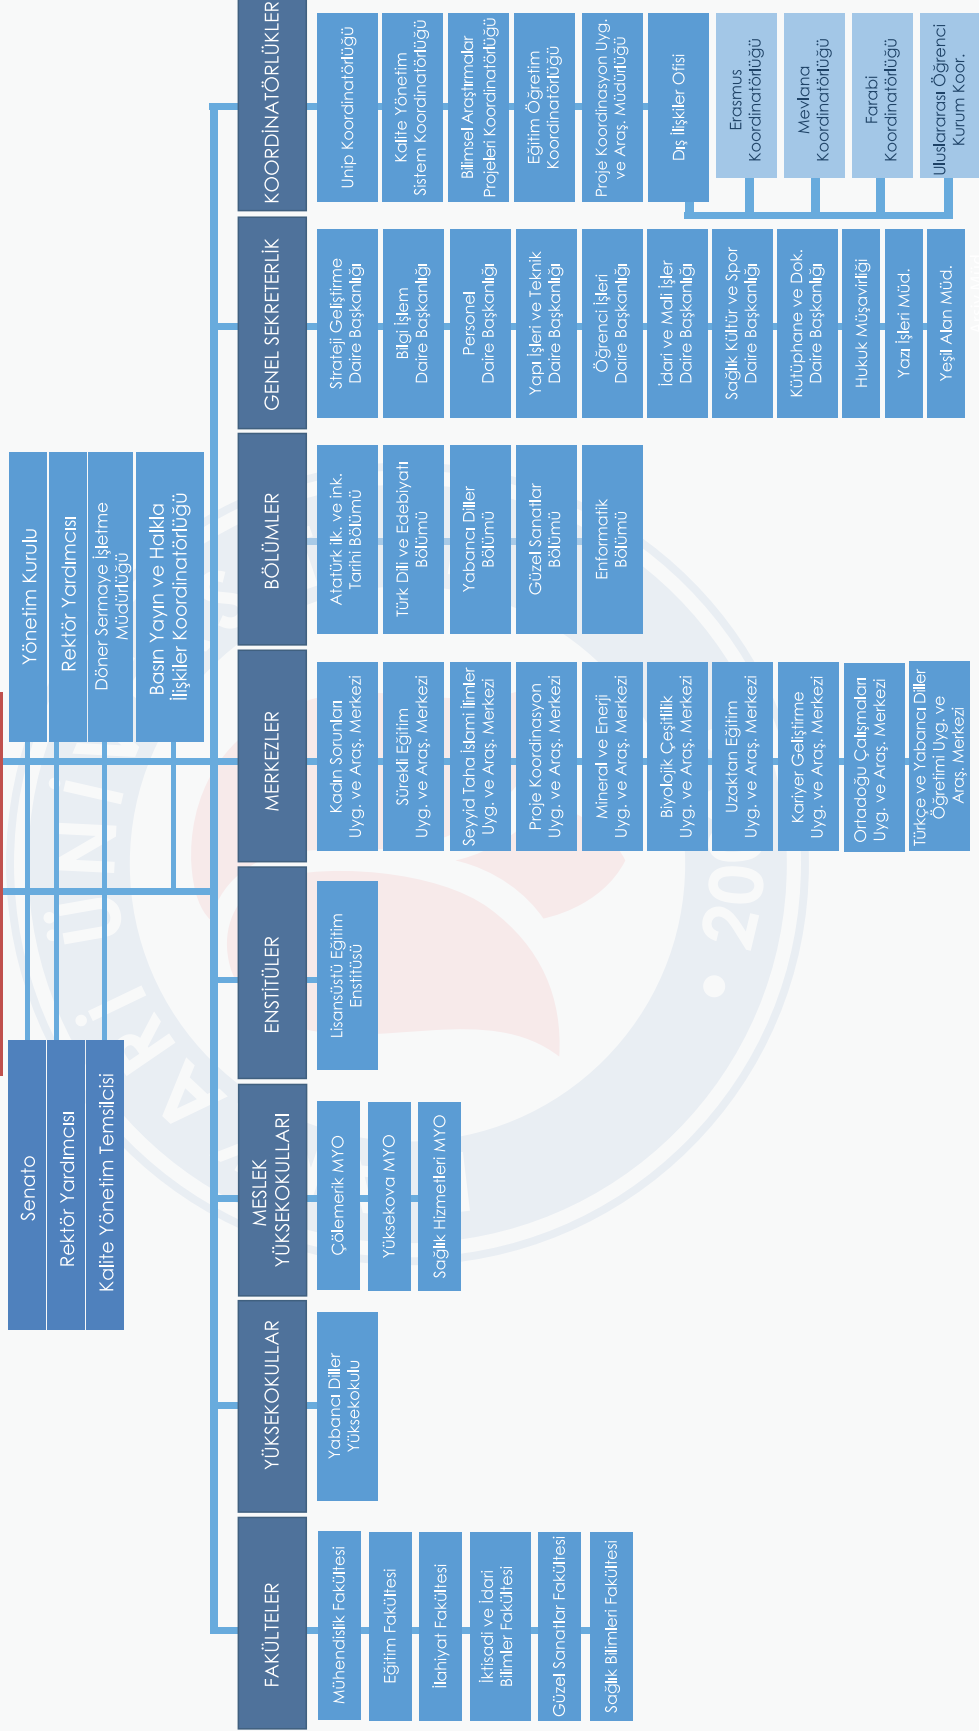 Senato
Rektör Yardımcısı
Kalite Yönetim Temsilcisi
Yönetim Kurulu
Rektör Yardımcısı
Döner Sermaye İşletme
Müdürlüğü
Basın Yayın ve Halkla
İlişkiler Koordinatörlüğü
FAKÜLTELER
Mühendislik Fakültesi
Eğitim Fakültesi
İlahiyat Fakültesi
İktisadi ve İdari
Bilimler Fakültesi
Güzel Sanatlar Fakültesi
Sağlık Bilimleri Fakültesi
YÜKSEKOKULLAR
Yabancı Diller
Yüksekokulu
MESLEK
YÜKSEKOKULLARI
Çölemerik MYO
Yüksekova MYO
Sağlık Hizmetleri MYO
ENSTİTÜLER
Lisansüstü Eğitim
Enstitüsü
MERKEZLER
Kadın Sorunları
Uyg. ve Araş. Merkezi
Sürekli Eğitim
Uyg. ve Araş. Merkezi
Seyyid Taha İslami İlimler
Uyg. ve Araş. Merkezi
Proje Koordinasyon
Uyg. ve Araş. Merkezi
Mineral ve Enerji
Uyg. ve Araş. Merkezi
Biyolojik Çeşitlilik
Uyg. ve Araş. Merkezi
Uzaktan Eğitim
Uyg. ve Araş. Merkezi
Kariyer Geliştirme
Uyg. ve Araş. Merkezi
Ortadoğu Çalışmaları
Uyg. ve Araş. Merkezi
Türkçe ve Yabancı Diller
Öğretimi Uyg. ve
Araş. Merkezi
BÖLÜMLER
Atatürk ilk. ve ink.
Tarihi Bölümü
Türk Dili ve Edebiyatı
Bölümü
Yabancı Diller
Bölümü
Güzel Sanatlar
Bölümü
Enformatik
Bölümü
GENEL SEKRETERLİK
Strateji Geliştirme
Daire Başkanlığı
Bilgi İşlem
Daire Başkanlığı
Personel
Daire Başkanlığı
Yapı İşleri ve Teknik
Daire Başkanlığı
Öğrenci İşleri
Daire Başkanlığı
İdari ve Mali İşler
Daire Başkanlığı
Sağlık Kültür ve Spor
Daire Başkanlığı
Kütüphane ve Dok.
Daire Başkanlığı
Hukuk Müşavirliği
Yazı İşleri Müd.
Yeşil Alan Müd.
KOORDİNATÖRLÜKLER
Unip Koordinatörlüğü
Kalite Yönetim
Sistem Koordinatörlüğü
Bilimsel Araştırmalar
Projeleri Koordinatörlüğü
Eğitim Öğretim
Koordinatörlüğü
Proje Koordinasyon Uyg.
ve Araş. Müdürlüğü
Dış İlişkiler Ofisi
Erasmus
Koordinatörlüğü
Mevlana
Koordinatörlüğü
Farabi
Koordinatörlüğü
Uluslararası Öğrenci
Kurum Koor.